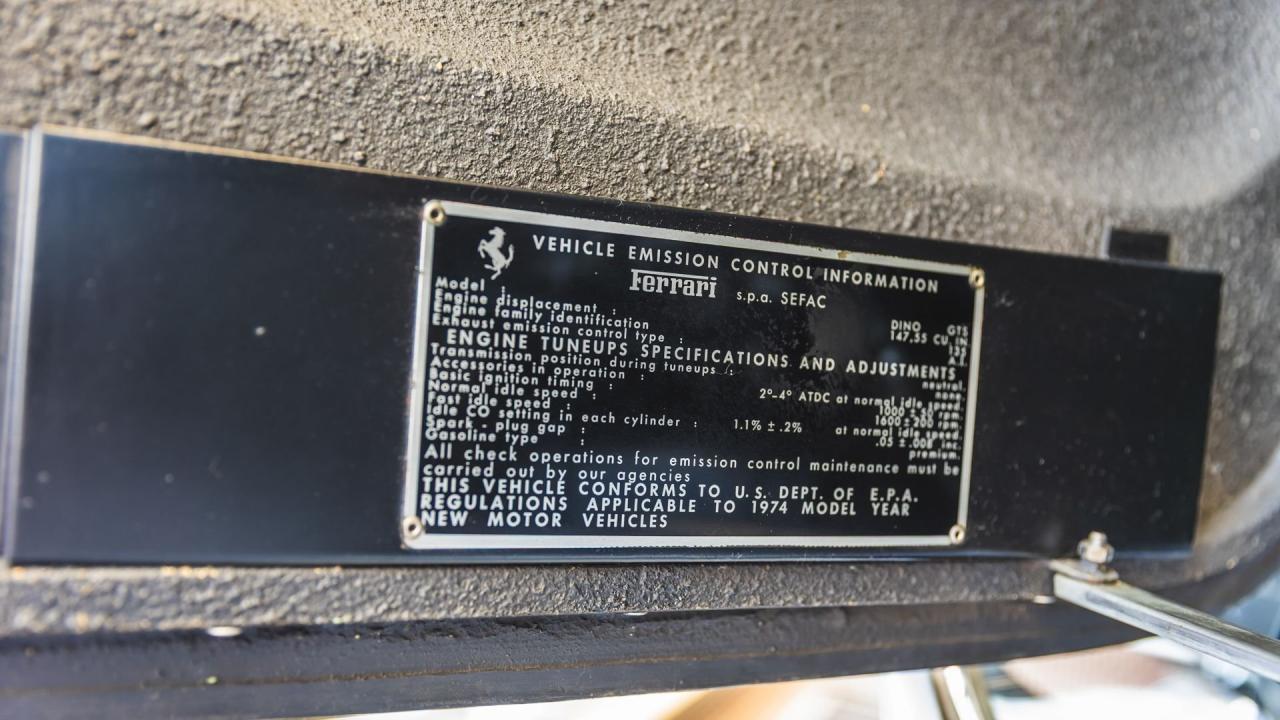 VEHICLE EMISSION CONTROL INFORMATION
Ferrari s.p.a. SEFAC
Model : DINO GTS
Engine displacement : 147,55 CU. IN.
Engine family identification 135
Exhaust emission control type : A.I.
ENGINE TUNEUPS SPECIFICATIONS AND ADJUSTMENTS
Transmission position during tuneups : neutral.
Accessories in operation : none.
Basic ignition timing : 2°-4° ATDC at normal idle speed.
Normal idle speed : 1000 ± 50 rpm.
Fast idle speed : 1600 ± 200 rpm.
Idle CO setting in each cylinder : 1.1% ± .2% at normal idle speed.
Spark - plug gap : .05 ± .008 inc.
Gasoline type : premium.
All check operations for emission control maintenance must be
carried out by our agencies
THIS VEHICLE CONFORMS TO U.S. DEPT. OF E.P.A.
REGULATIONS APPLICABLE TO 1974 MODEL YEAR
NEW MOTOR VEHICLES